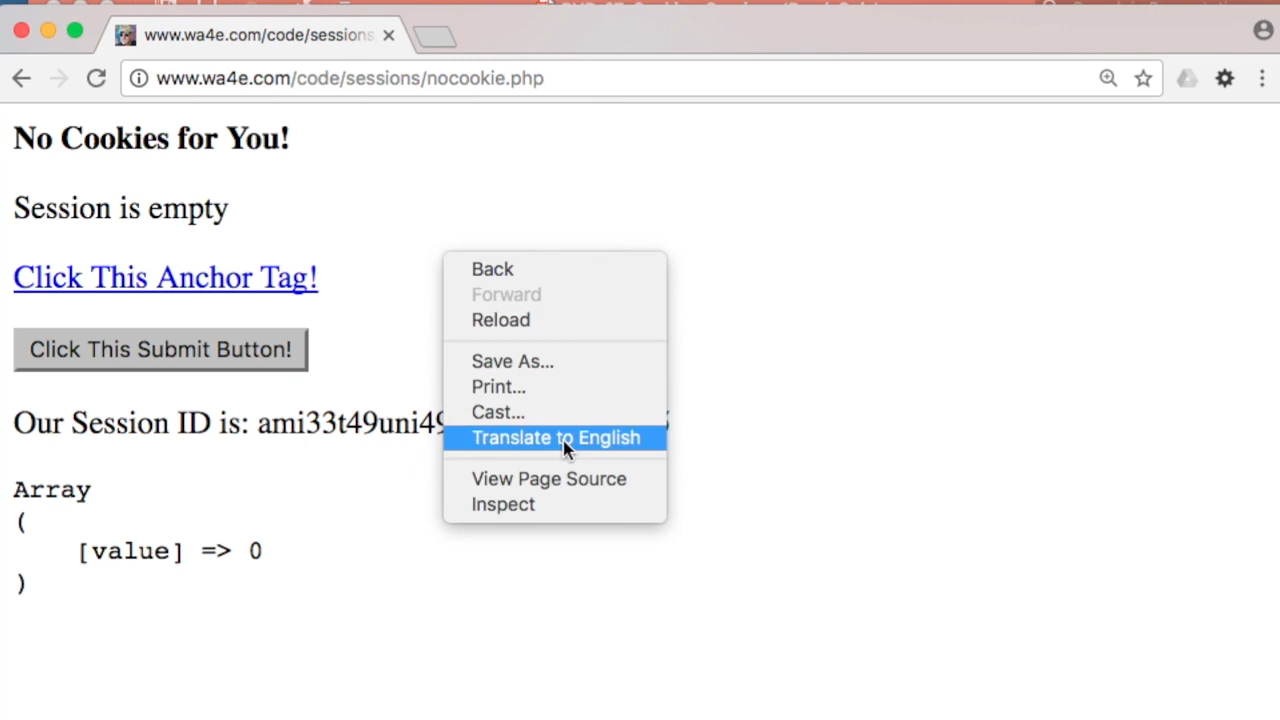 www.wa4e.com/code/sessions
www.wa4e.com/code/sessions/nocookie.php
No Cookies for You!
Session is empty
Click This Anchor Tag!
Click This Submit Button!
Our Session ID is: ami33t49uni49
Array
(
[value] => 0
)
Back
Forward
Reload
Save As...
Print...
Cast...
Translate to English
View Page Source
Inspect